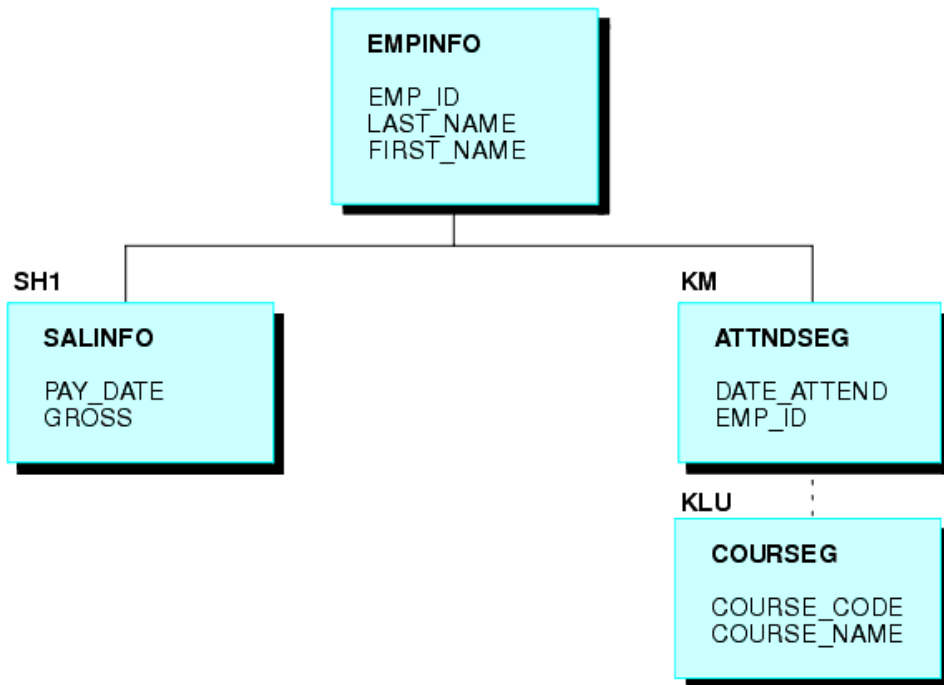 EMPINFO
EMP_ID
LAST_NAME
FIRST_NAME
SH1
SALINFO
PAY_DATE
GROSS
KM
ATTNDSEG
DATE_ATTEND
EMP_ID
KLU
COURSEG
COURSE_CODE
COURSE_NAME